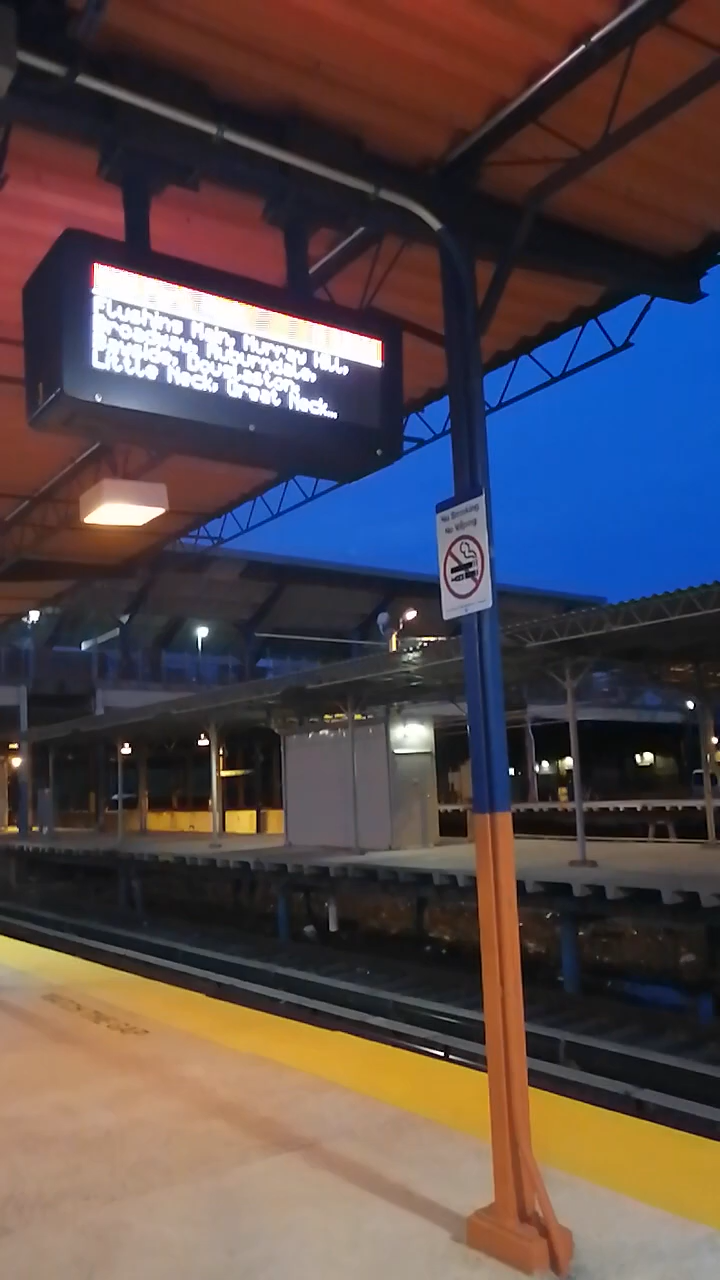 Flushing Main, Murray Hill,
Broadway, Auburndale,
Bayside, Douglaston,
Little Neck, Great Neck...
No Smoking
No Vaping